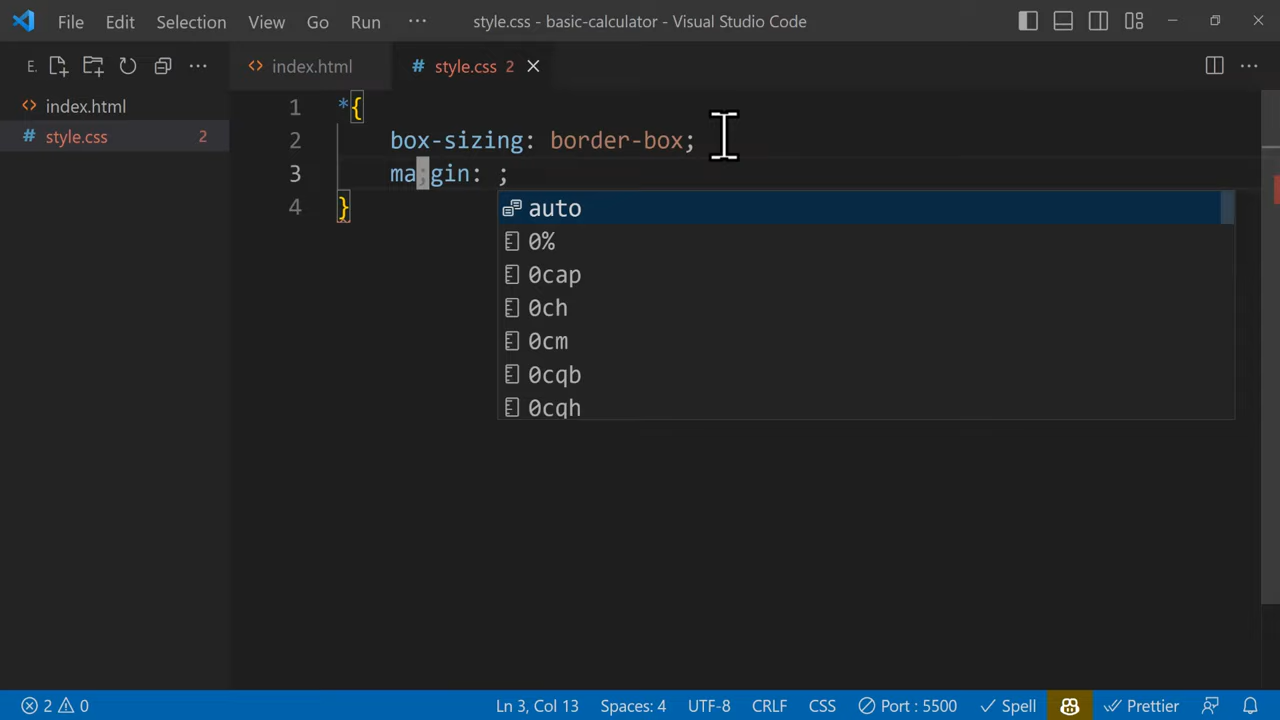 File Edit Selection View Go Run ··· style.css - basic-calculator - Visual Studio Code
E. ··· index.html # style.css 2
index.html
# style.css 2
1 *{
2 box-sizing: border-box;
3 ma;gin: ;
4 }
auto
0%
0cap
0ch
0cm
0cqb
0cqh
2 0 Ln 3, Col 13 Spaces: 4 UTF-8 CRLF CSS Port : 5500 Spell Prettier